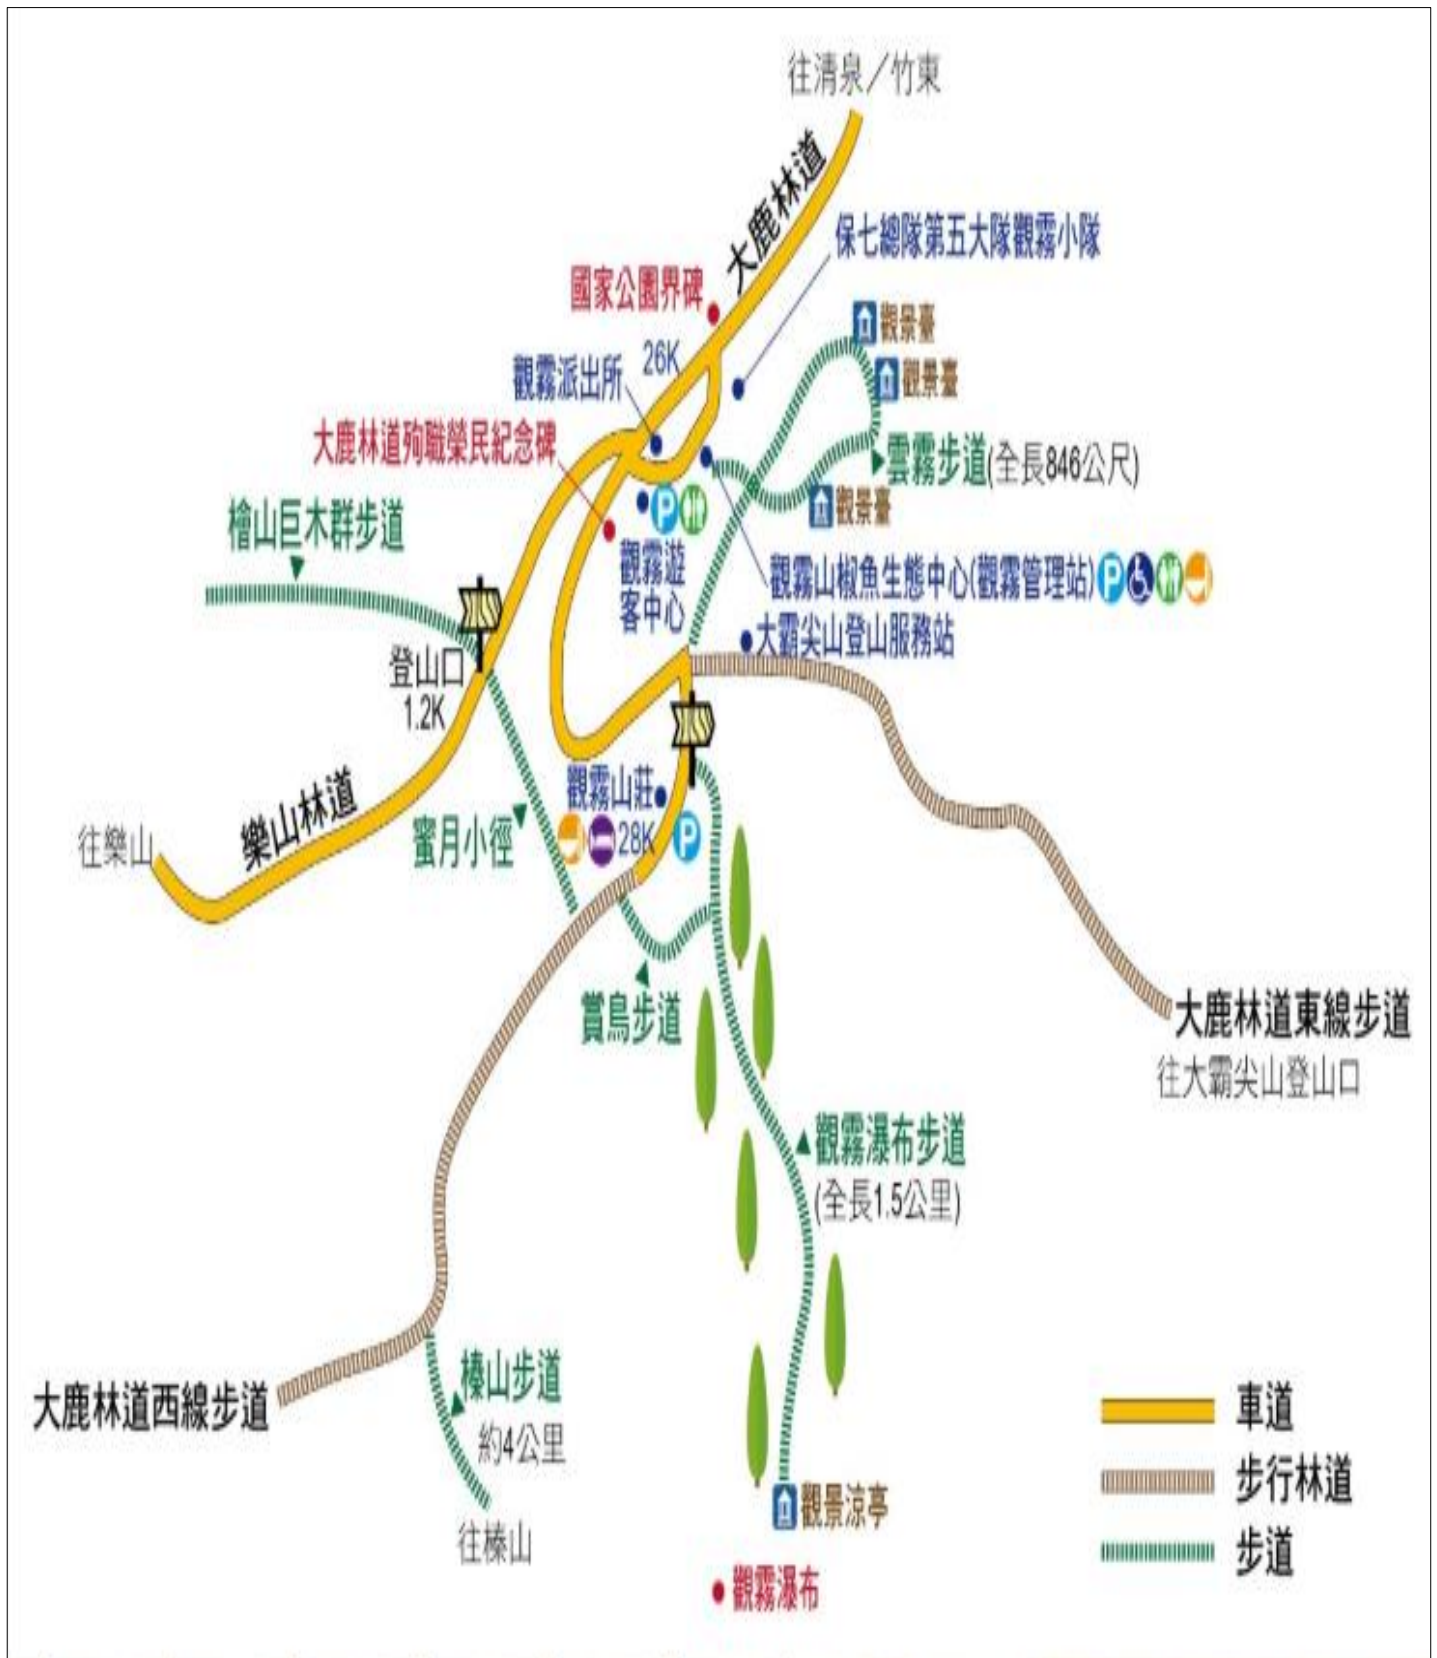 往清泉／竹東
大鹿林道
保七總隊第五大隊觀霧小隊
國家公園界碑
觀景臺
26K
觀霧派出所
觀景臺
大鹿林道殉職榮民紀念碑
雲霧步道(全長846公尺)
觀景臺
檜山巨木群步道
P
觀霧遊
客中心
觀霧山椒魚生態中心(觀霧管理站)
P
大霸尖山登山服務站
登山口
1.2K
觀霧山莊
28K
P
樂山林道
往樂山
蜜月小徑
賞鳥步道
大鹿林道東線步道
往大霸尖山登山口
觀霧瀑布步道
(全長1.5公里)
榛山步道
約4公里
大鹿林道西線步道
往榛山
觀景涼亭
觀霧瀑布
車道
步行林道
步道